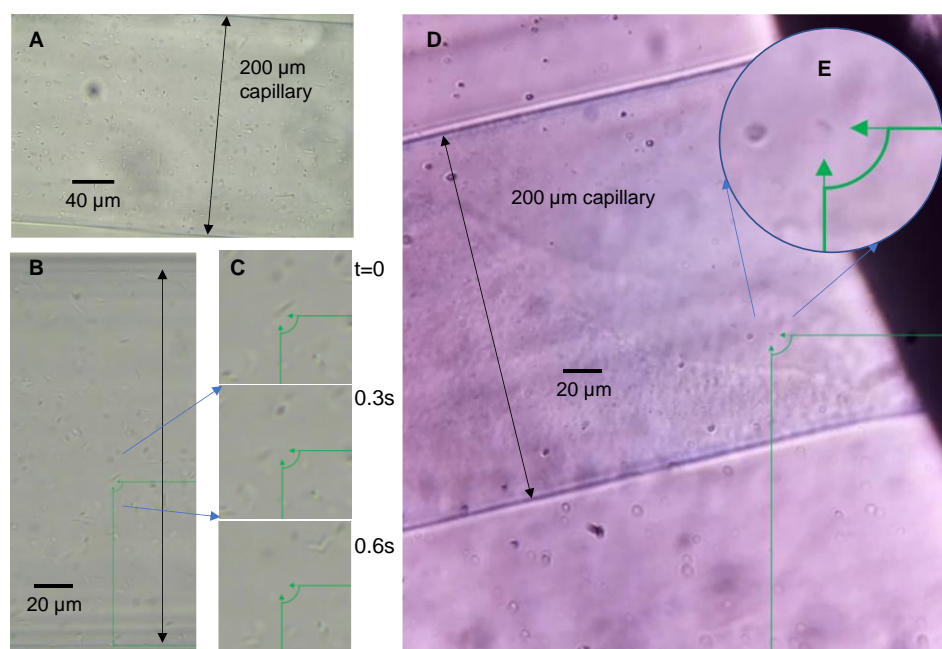 A
200 µm
capillary
40 µm
B
20 µm
C
t=0
0.3s
0.6s
D
200 µm capillary
20 µm
E